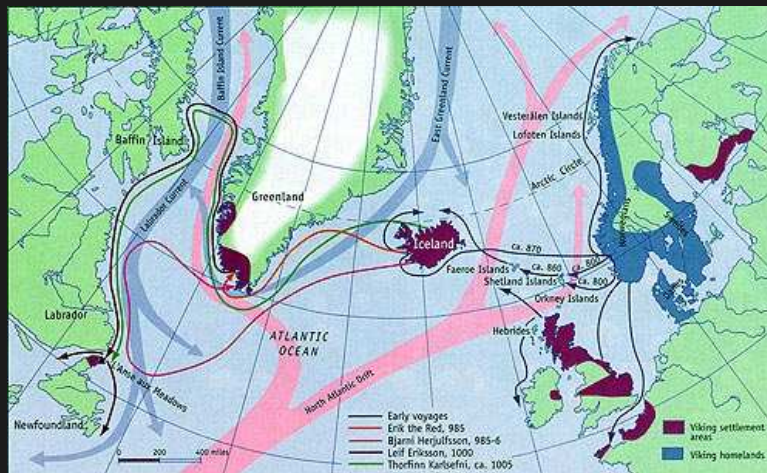 Baffin Island Current
East Greenland Current
Vesterålen Islands
Lofoten Islands
Baffin Island
Arctic Circle
Labrador Current
Greenland
Norwegians
Swedes
Danes
Iceland
ca. 870
ca. 860
800
ca. 800
Faeroe Islands
Shetland Islands
Orkney Islands
Hebrides
Labrador
ATLANTIC
OCEAN
L'Anse aux Meadows
North Atlantic Drift
Newfoundland
0 200 400 miles
Early voyages
Erik the Red, 985
Bjarni Herjulfsson, 985-6
Leif Eriksson, 1000
Thorfinn Karlsefni, ca. 1005
Viking settlement
areas
Viking homelands